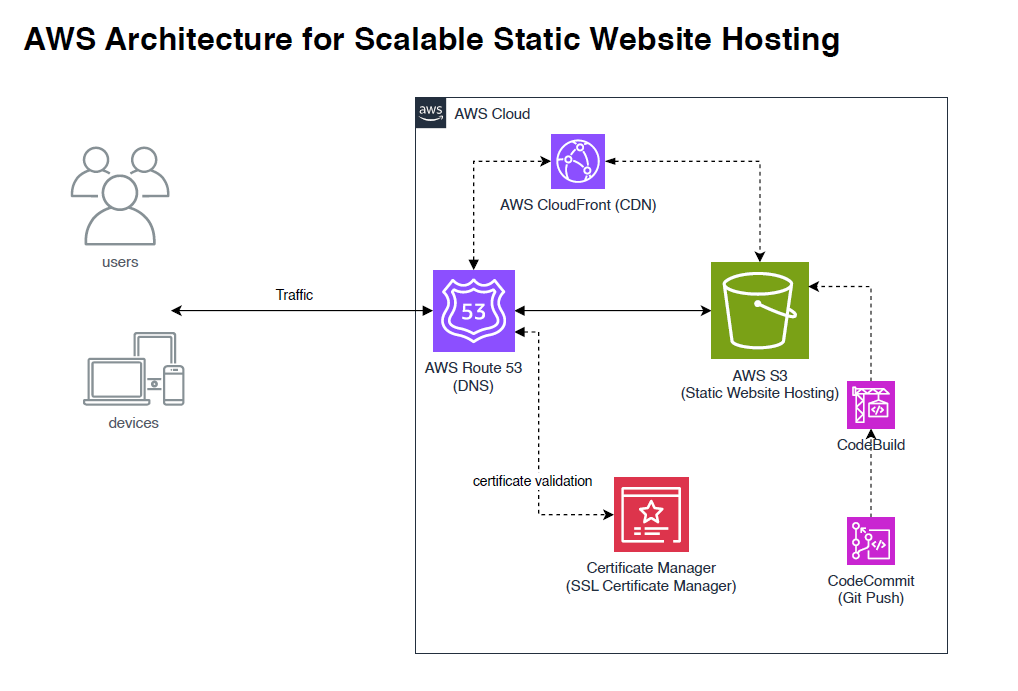 AWS Architecture for Scalable Static Website Hosting
aws
AWS Cloud
AWS CloudFront (CDN)
users
Traffic
53
AWS Route 53
(DNS)
AWS S3
(Static Website Hosting)
devices
CodeBuild
certificate validation
Certificate Manager
(SSL Certificate Manager)
CodeCommit
(Git Push)